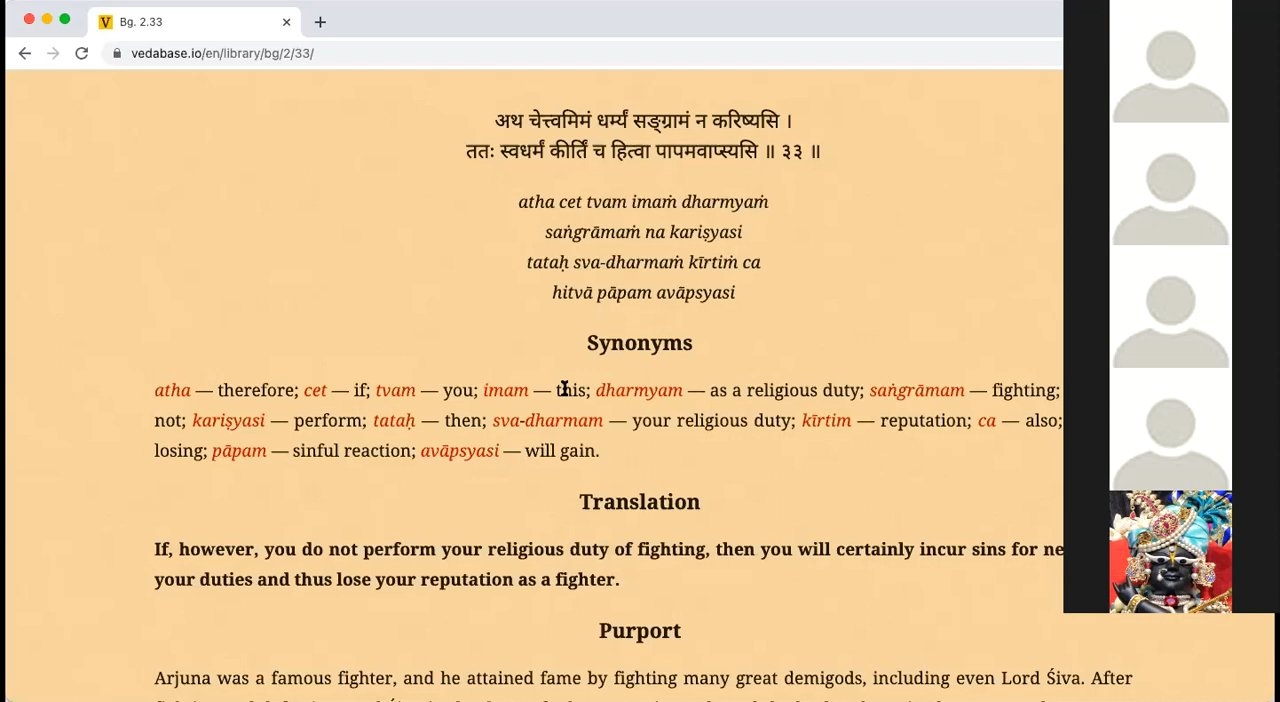 Bg. 2.33
vedabase.io/en/library/bg/2/33/
अथ चेत्त्वमिमं धर्म्यं सङ्ग्रामं न करिष्यसि ।
ततः स्वधर्मं कीर्तिं च हित्वा पापमवाप्स्यसि ॥ ३३ ॥
atha cet tvam imaṁ dharmyaṁ
saṅgrāmaṁ na kariṣyasi
tataḥ sva-dharmaṁ kīrtiṁ ca
hitvā pāpam avāpsyasi
Synonyms
atha — therefore; cet — if; tvam — you; imam — this; dharmyam — as a religious duty; saṅgrāmam — fighting;
not; kariṣyasi — perform; tataḥ — then; sva-dharmam — your religious duty; kīrtim — reputation; ca — also;
losing; pāpam — sinful reaction; avāpsyasi — will gain.
Translation
If, however, you do not perform your religious duty of fighting, then you will certainly incur sins for ne
your duties and thus lose your reputation as a fighter.
Purport
Arjuna was a famous fighter, and he attained fame by fighting many great demigods, including even Lord Śiva. After